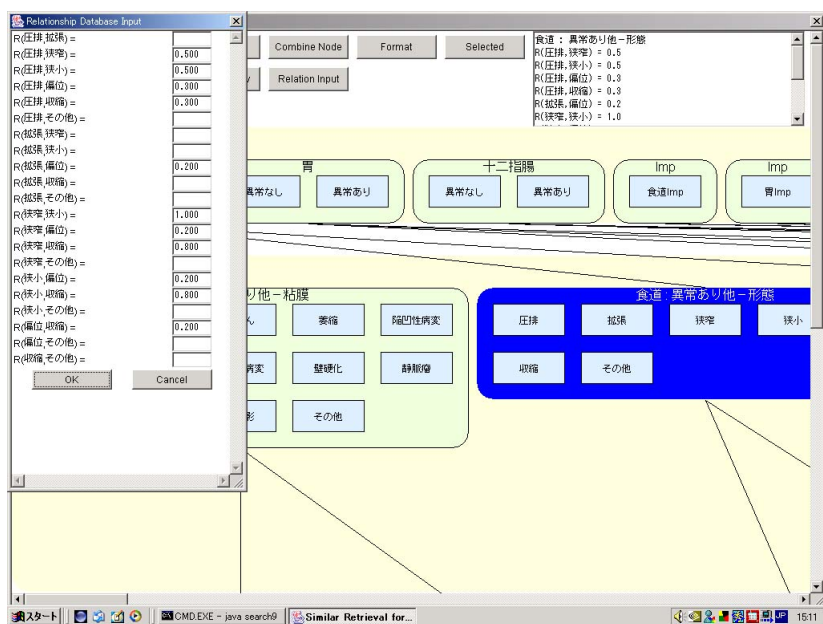 Relationship Database Input
R(圧排,拡張) =
R(圧排,狭窄) = 0.500
R(圧排,狭小) = 0.500
R(圧排,偏位) = 0.300
R(圧排,収縮) = 0.300
R(圧排,その他) =
R(拡張,狭窄) =
R(拡張,狭小) =
R(拡張,偏位) = 0.200
R(拡張,収縮) =
R(拡張,その他) =
R(狭窄,狭小) = 1.000
R(狭窄,偏位) = 0.200
R(狭窄,収縮) = 0.800
R(狭窄,その他) =
R(狭小,偏位) = 0.200
R(狭小,収縮) = 0.800
R(狭小,その他) =
R(偏位,収縮) = 0.200
R(偏位,その他) =
R(収縮,その他) =
OK Cancel
Combine Node Format Selected
Relation Input
食道 : 異常あり他-形態
R(圧排,狭窄) = 0.5
R(圧排,狭小) = 0.5
R(圧排,偏位) = 0.3
R(圧排,収縮) = 0.3
R(拡張,偏位) = 0.2
R(狭窄,狭小) = 1.0
胃 十二指腸 Imp Imp
異常なし 異常あり 異常なし 異常あり 食道Imp 胃Imp
り他-粘膜
ん 萎縮 陥凹性病変
病変 壁硬化 静脈瘤
影 その他
食道:異常あり他-形態
圧排 拡張 狭窄 狭小
収縮 その他
スタート CMD.EXE - java search9 Similar Retrieval for... JP 15:11